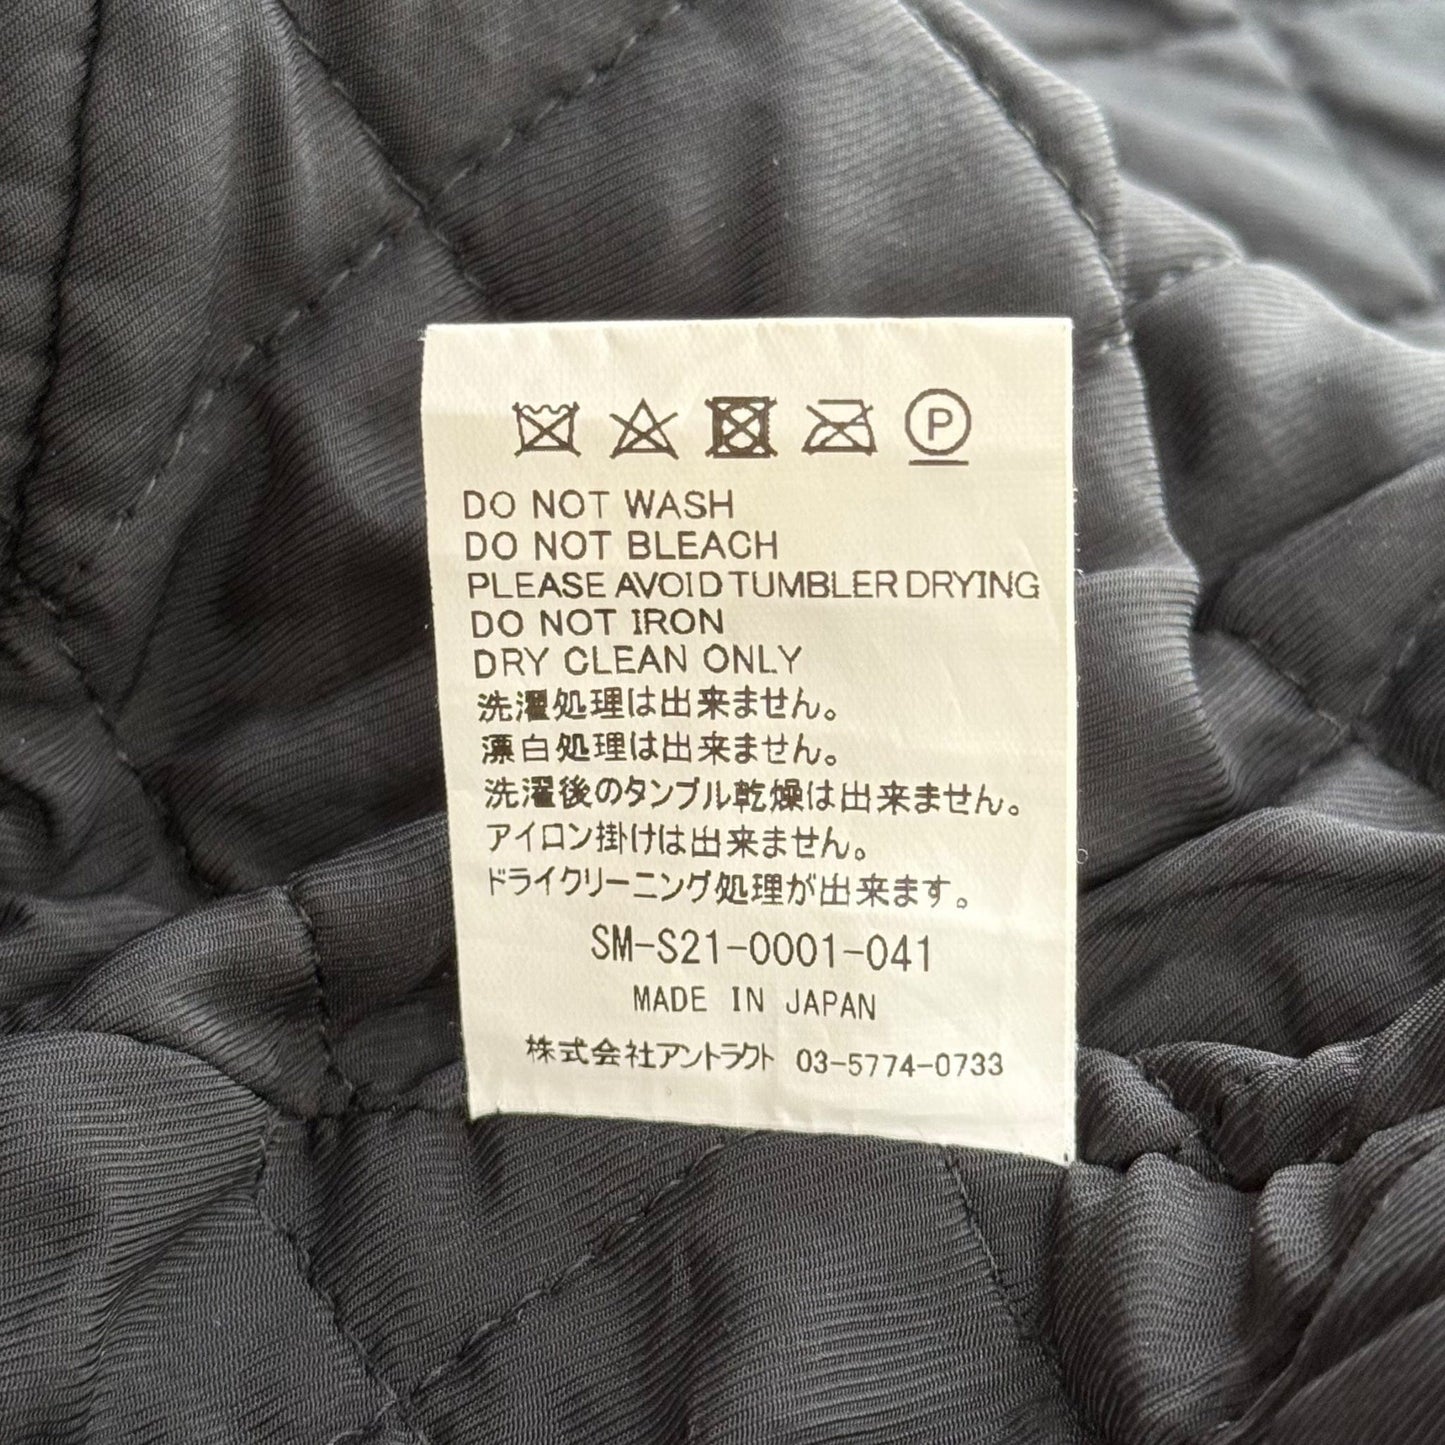 P
DO NOT WASH
DO NOT BLEACH
PLEASE AVOID TUMBLER DRYING
DO NOT IRON
DRY CLEAN ONLY
洗濯処理は出来ません。
漂白処理は出来ません。
洗濯後のタンブル乾燥は出来ません。
アイロン掛けは出来ません。
ドライクリーニング処理が出来ます。
SM-S21-0001-041
MADE IN JAPAN
株式会社アントラクト 03-5774-0733